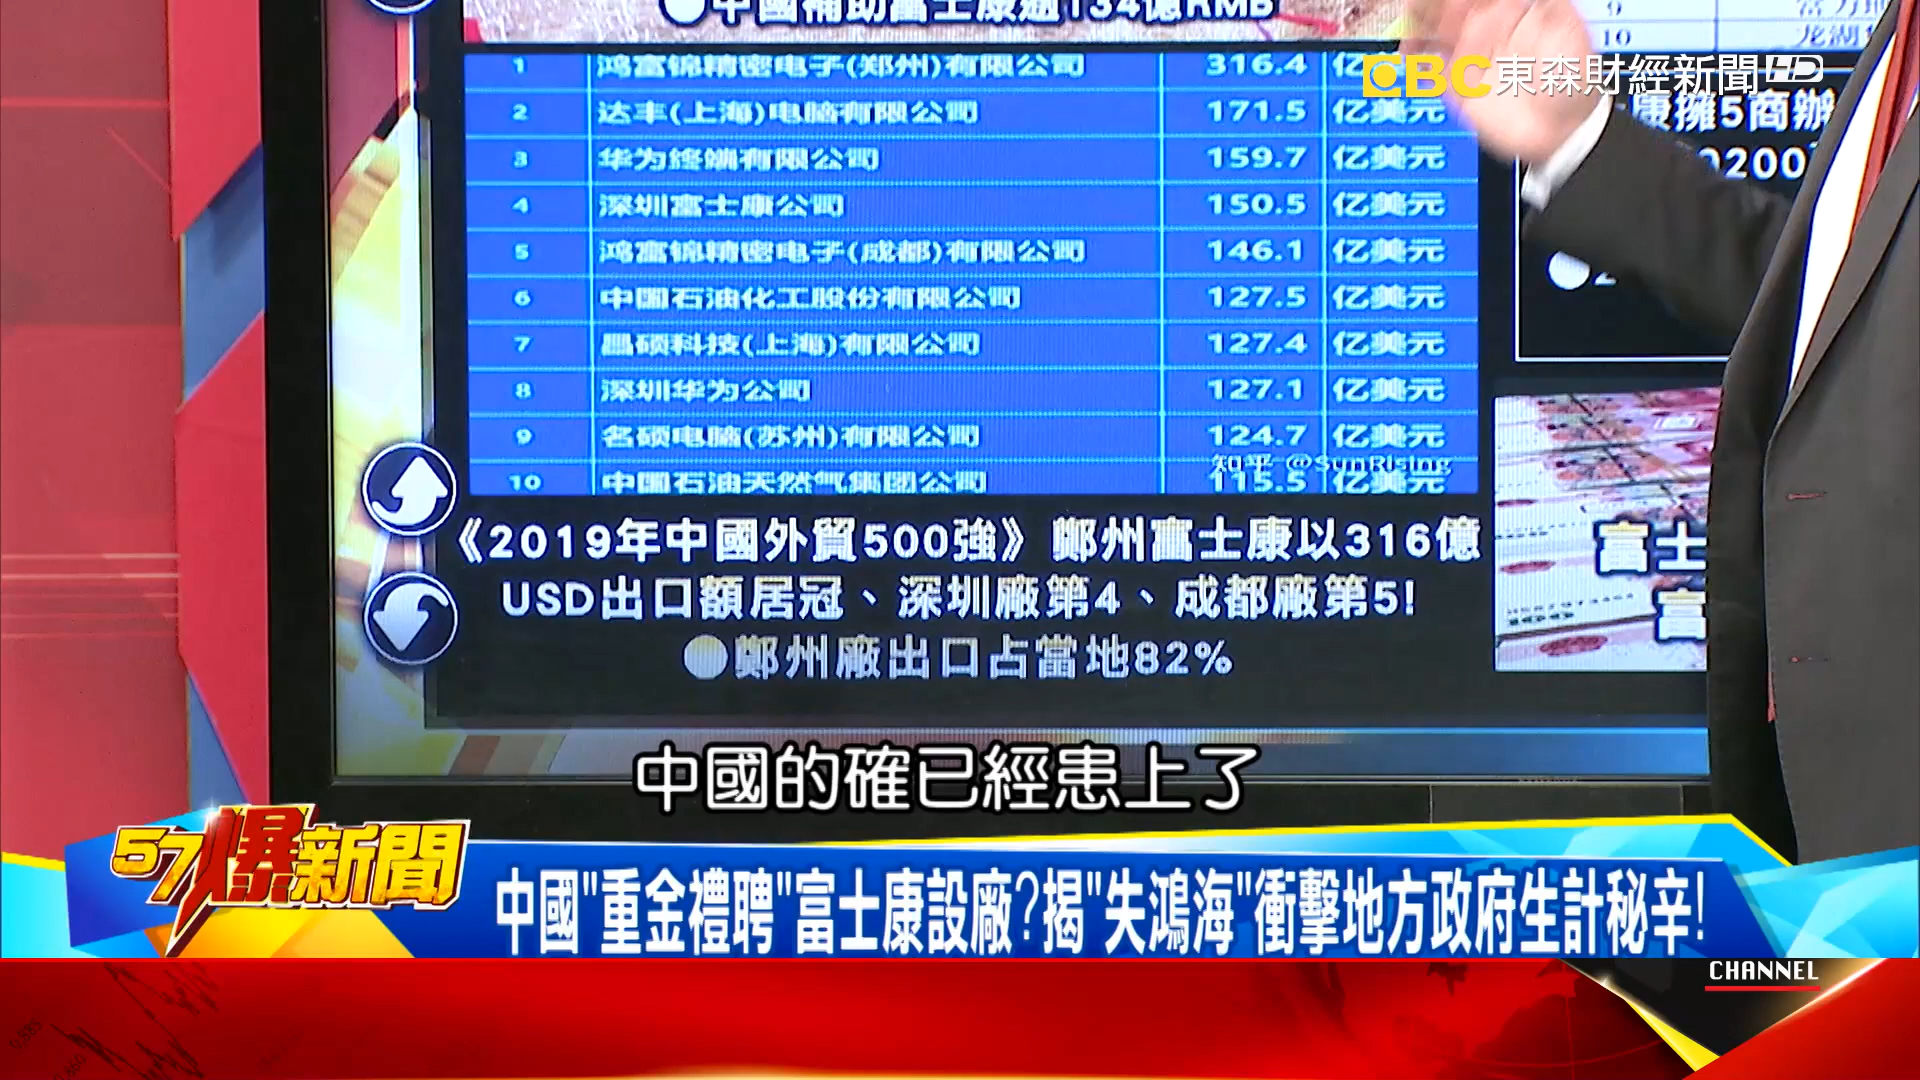 ●中國補助富士康逾134億RMB
9
10
EBC東森財經新聞HD
1 鸿富锦精密电子(郑州)有限公司 316.4 亿
2 达丰(上海)电脑有限公司 171.5 亿美元
3 华为终端有限公司 159.7 亿美元
4 深圳富士康公司 150.5 亿美元
5 鸿富锦精密电子(成都)有限公司 146.1 亿美元
6 中国石油化工股份有限公司 127.5 亿美元
7 昌硕科技(上海)有限公司 127.4 亿美元
8 深圳华为公司 127.1 亿美元
9 名硕电脑(苏州)有限公司 124.7 亿美元
知乎 @SunRising
10 中国石油天然气集团公司 115.5 亿美元
康擁5商辦
0200
《2019年中國外貿500強》鄭州富士康以316億
USD出口額居冠、深圳廠第4、成都廠第5!
●鄭州廠出口占當地82%
富士
富
中國的確已經患上了
57爆新聞
中國"重金禮聘"富士康設廠?揭"失鴻海"衝擊地方政府生計秘辛!
CHANNEL